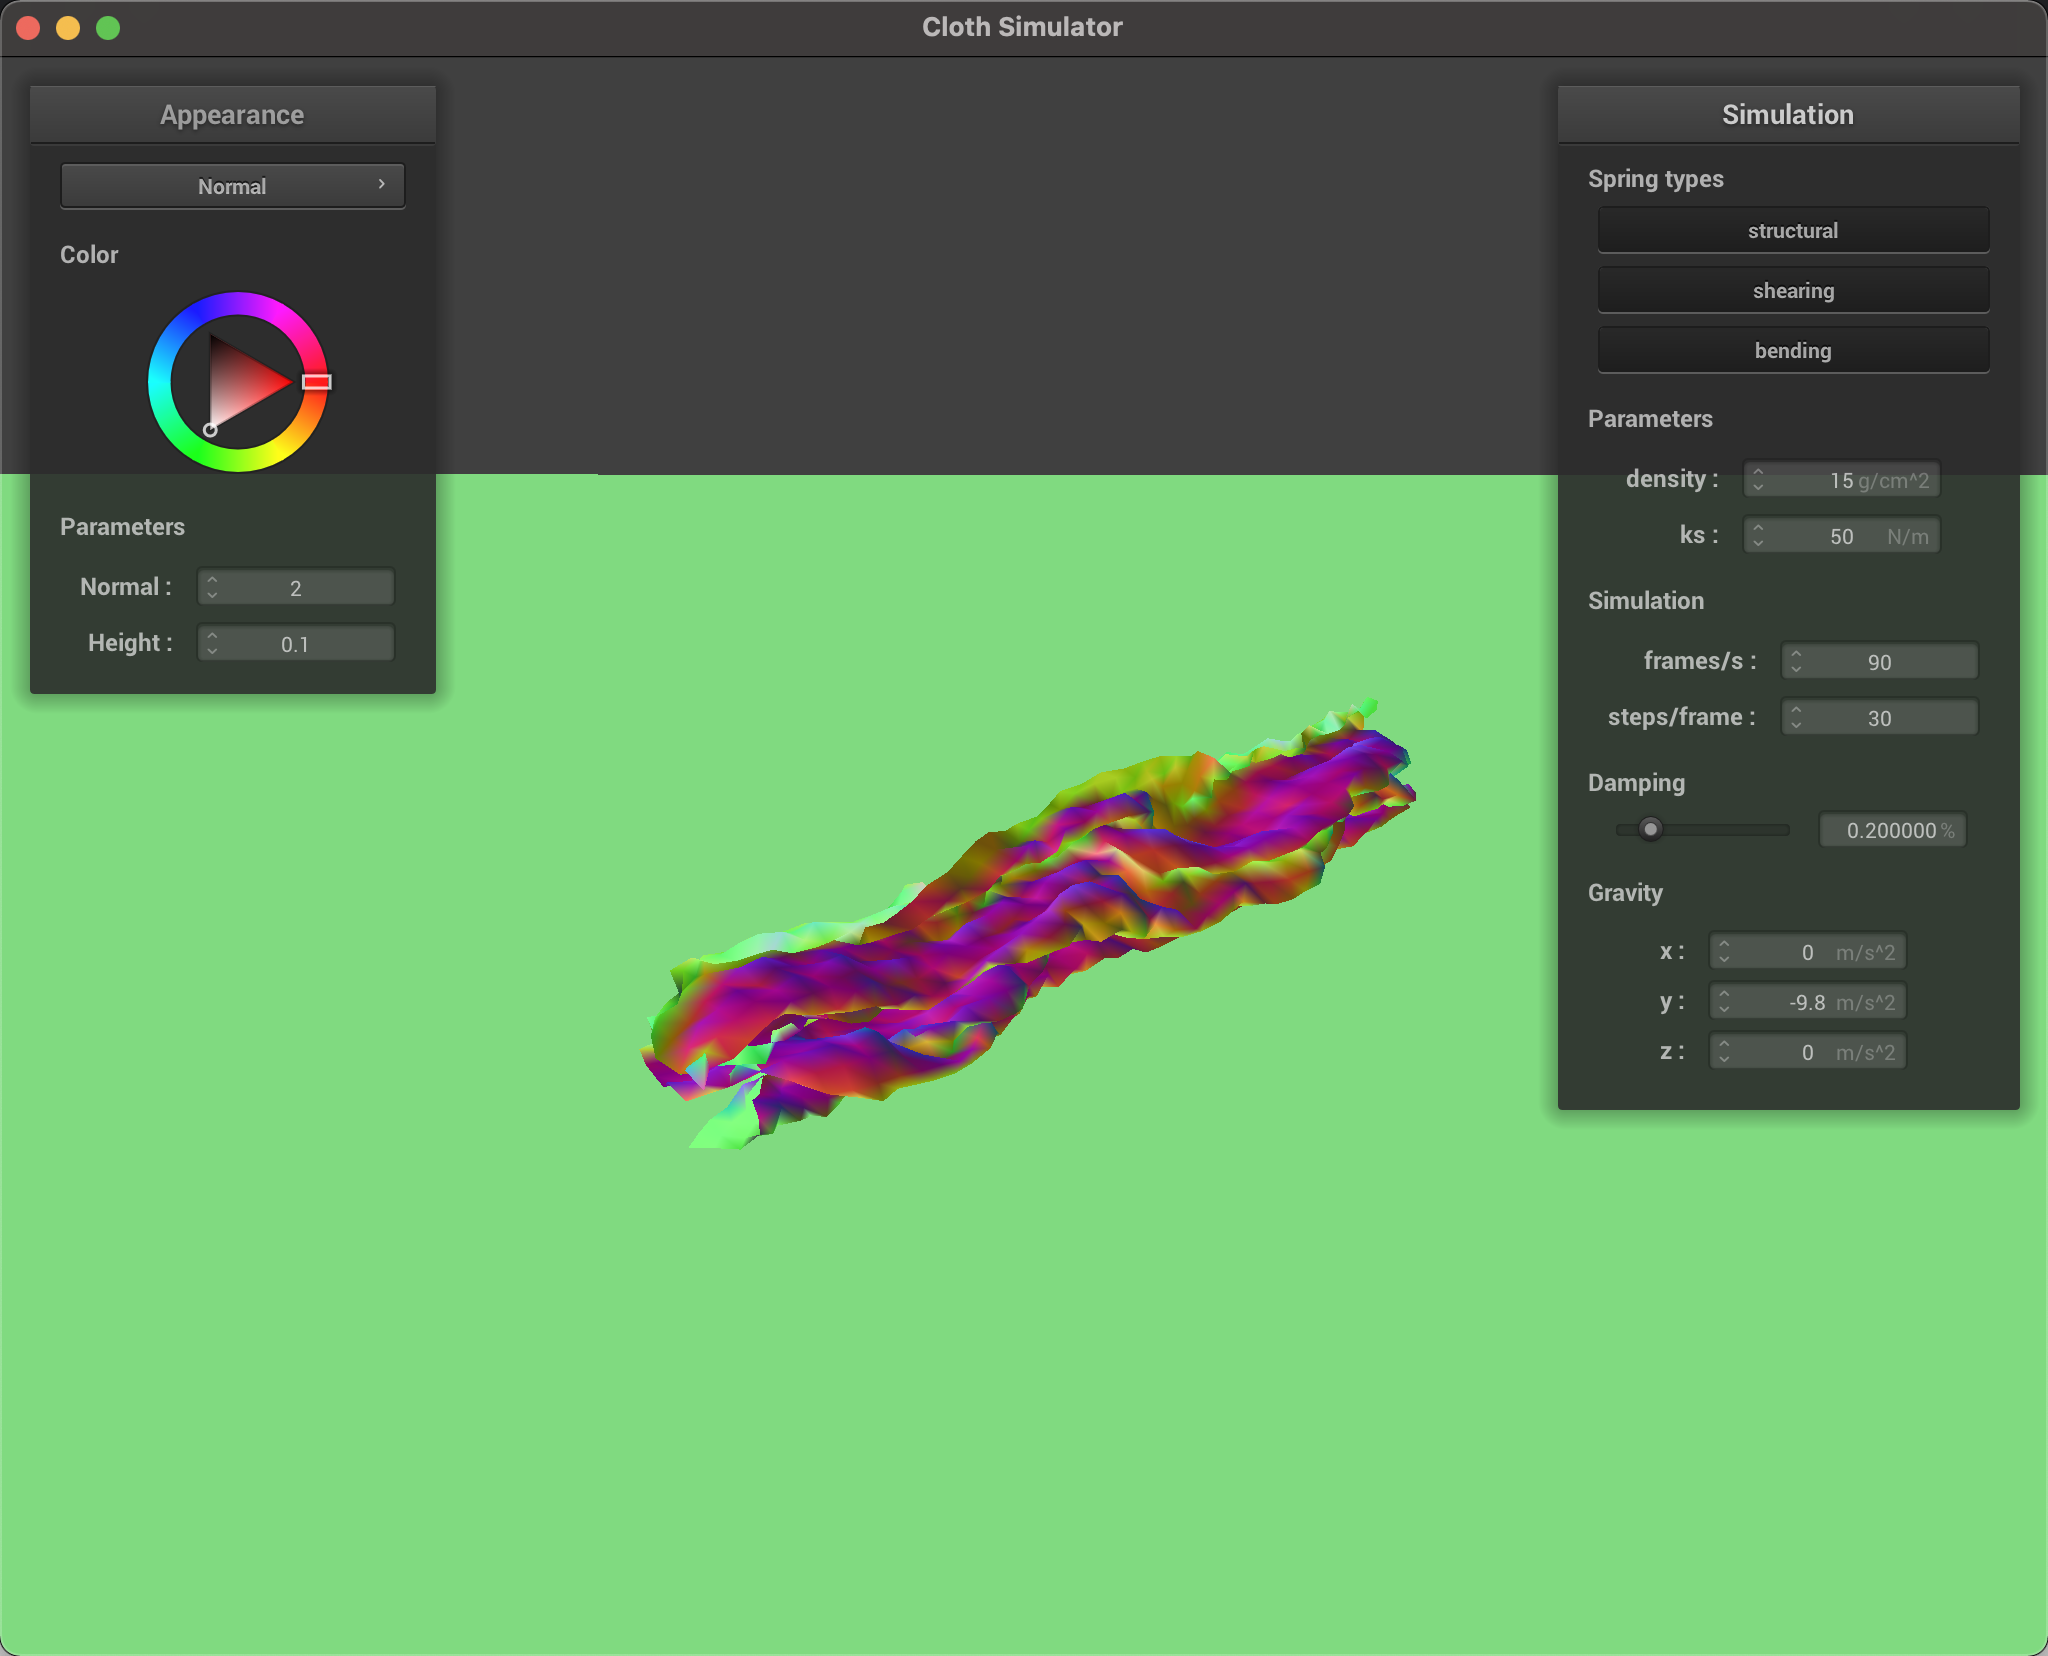 Cloth Simulator
Appearance
Normal
Color
Parameters
Normal : 2
Height : 0.1
Simulation
Spring types
structural
shearing
bending
Parameters
density : 15 g/cm^2
ks : 50 N/m
Simulation
frames/s : 90
steps/frame : 30
Damping
0.200000 %
Gravity
x : 0 m/s^2
y : -9.8 m/s^2
z : 0 m/s^2